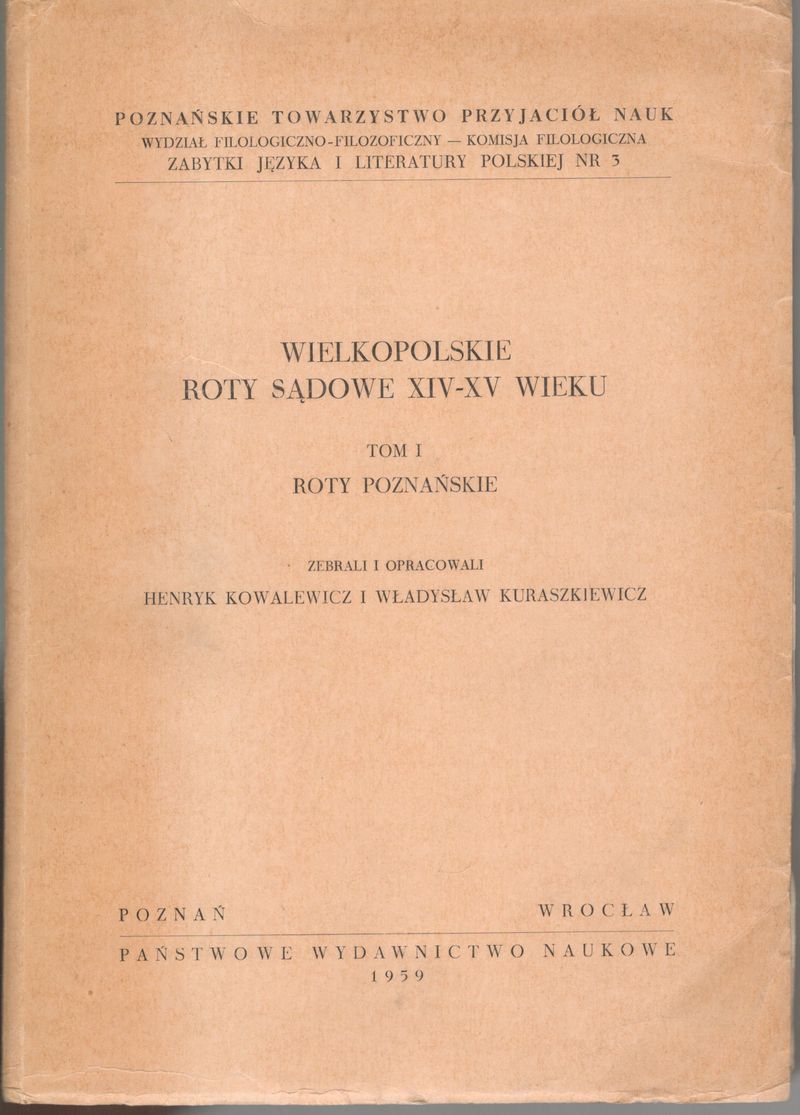 POZNAŃSKIE TOWARZYSTWO PRZYJACIÓŁ NAUK
WYDZIAŁ FILOLOGICZNO-FILOZOFICZNY — KOMISJA FILOLOGICZNA
ZABYTKI JĘZYKA I LITERATURY POLSKIEJ NR 3
WIELKOPOLSKIE
ROTY SĄDOWE XIV-XV WIEKU
TOM I
ROTY POZNAŃSKIE
ZEBRALI I OPRACOWALI
HENRYK KOWALEWICZ I WŁADYSŁAW KURASZKIEWICZ
POZNAŃ WROCŁAW
PAŃSTWOWE WYDAWNICTWO NAUKOWE
1959